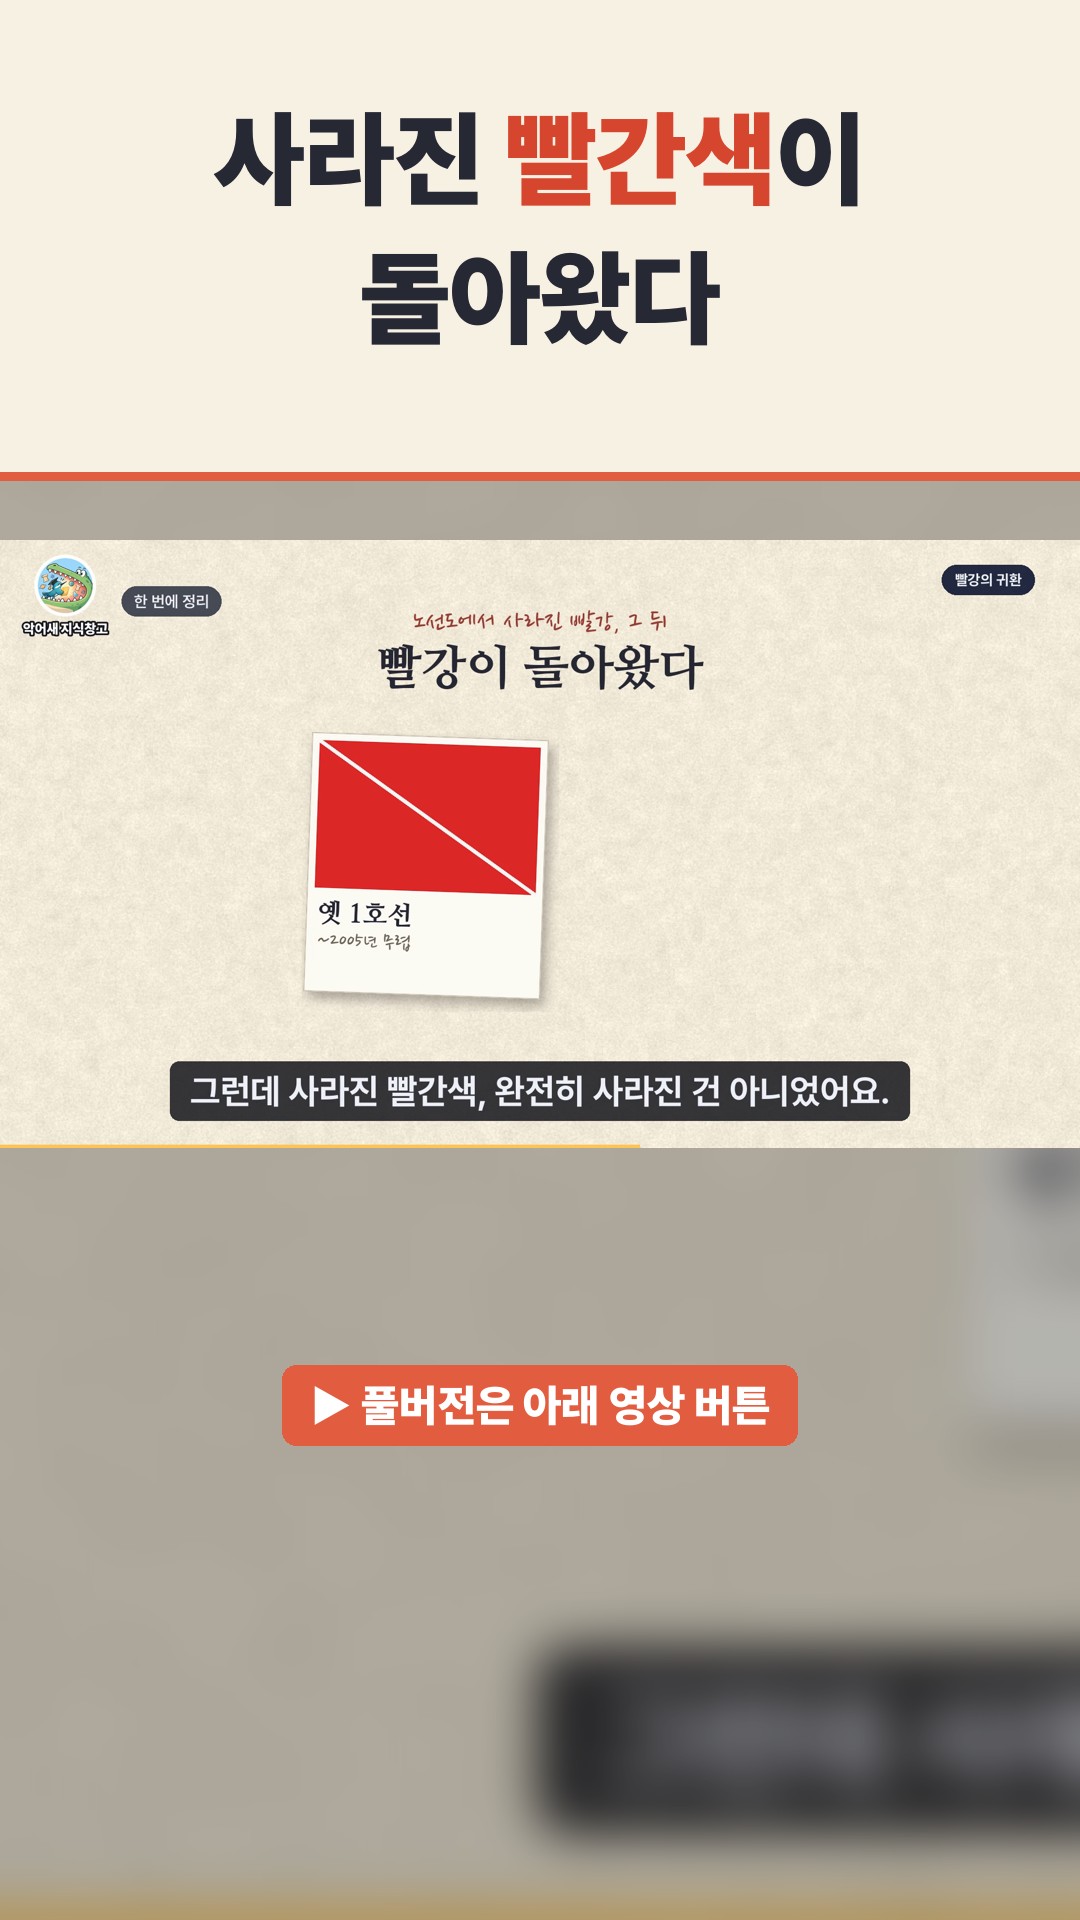 사라진 빨간색이
돌아왔다
악어새 지식창고
한 번에 정리
빨강의 귀환
노선도에서 사라진 빨강, 그 뒤
빨강이 돌아왔다
옛 1호선
~2005년 무렵
그런데 사라진 빨간색, 완전히 사라진 건 아니었어요.
▶ 풀버전은 아래 영상 버튼